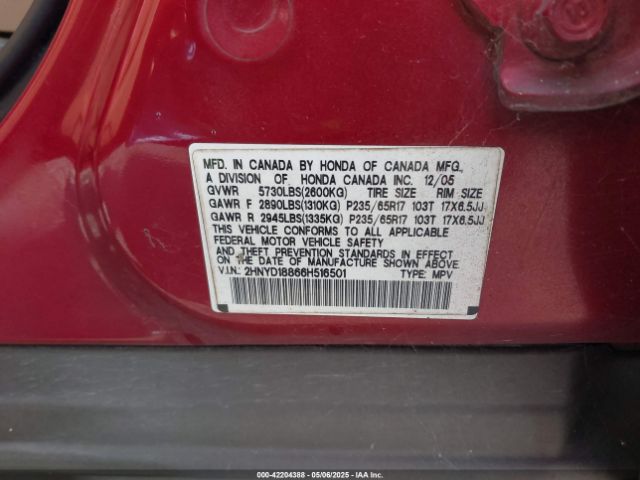 MFD. IN CANADA BY HONDA OF CANADA MFG.,
A DIVISION OF HONDA CANADA INC. 12/05
GVWR 5730LBS(2600KG) TIRE SIZE RIM SIZE
GAWR F 2890LBS(1310KG) P235/65R17 103T 17X6.5JJ
GAWR R 2945LBS(1335KG) P235/65R17 103T 17X6.5JJ
THIS VEHICLE CONFORMS TO ALL APPLICABLE
FEDERAL MOTOR VEHICLE SAFETY
AND THEFT PREVENTION STANDARDS IN EFFECT
ON THE DATE OF MANUFACTURE SHOWN ABOVE.
V.I.N.: 2HNYD18866H516501 TYPE: MPV
000-42204388 - 05/06/2025 - IAA Inc.